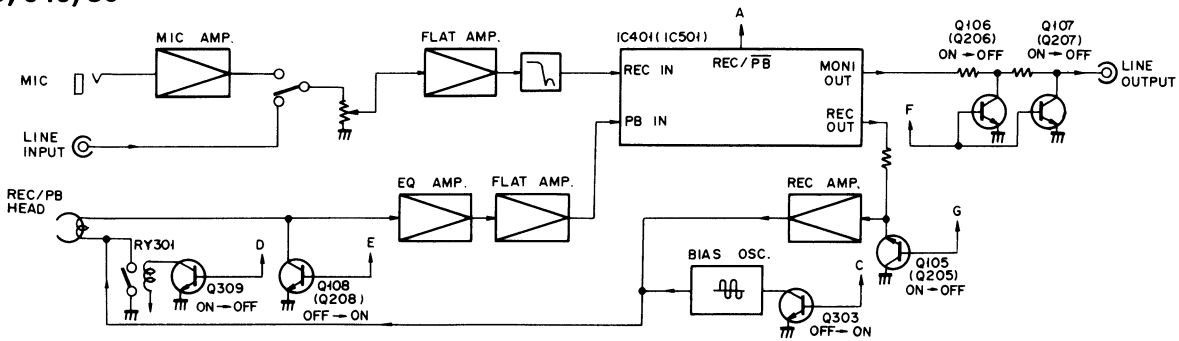 MIC AMP.
FLAT AMP.
IC401(IC501)
A
REC/PB
Q106
(Q206)
ON→OFF
Q107
(Q207)
ON→OFF
MIC
REC IN
MONI
OUT
LINE
OUTPUT
LINE
INPUT
PB IN
REC
OUT
F
REC/PB
HEAD
EQ AMP.
FLAT AMP.
REC AMP.
G
RY301
D
E
BIAS OSC.
C
Q105
(Q205)
ON→OFF
Q309
ON→OFF
Q108
(Q208)
OFF→ON
Q303
OFF→ON